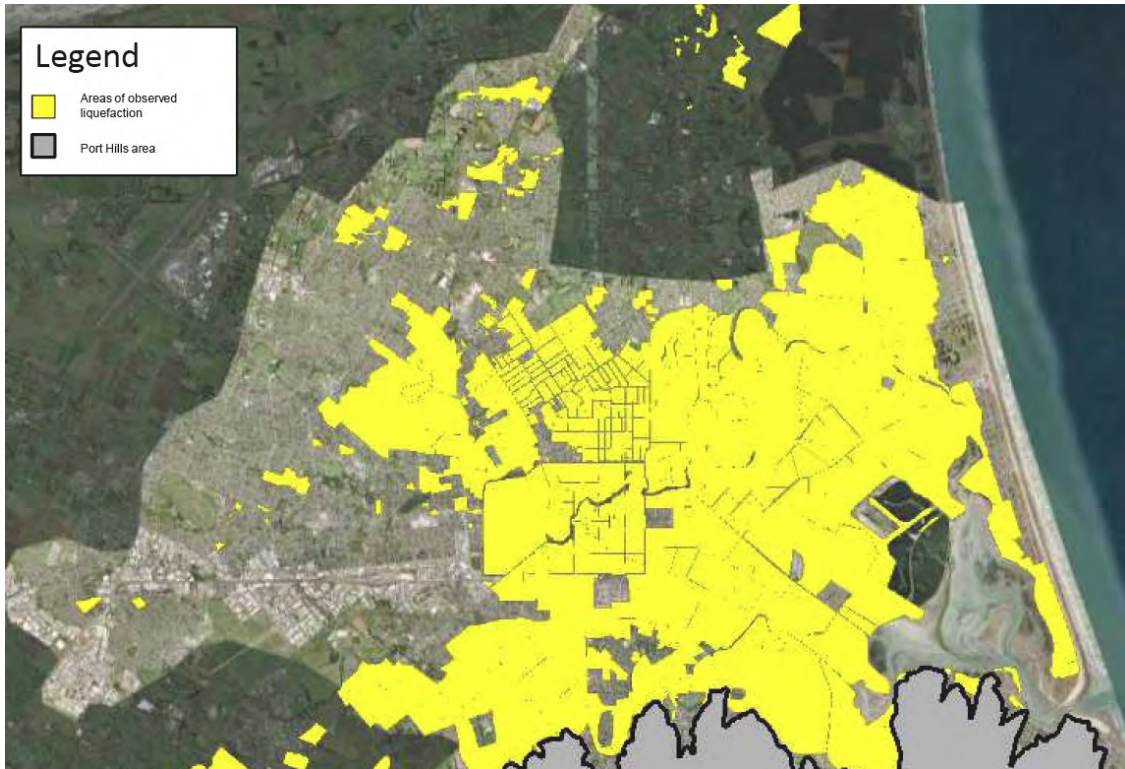 Legend
Areas of observed
liquefaction
Port Hills area